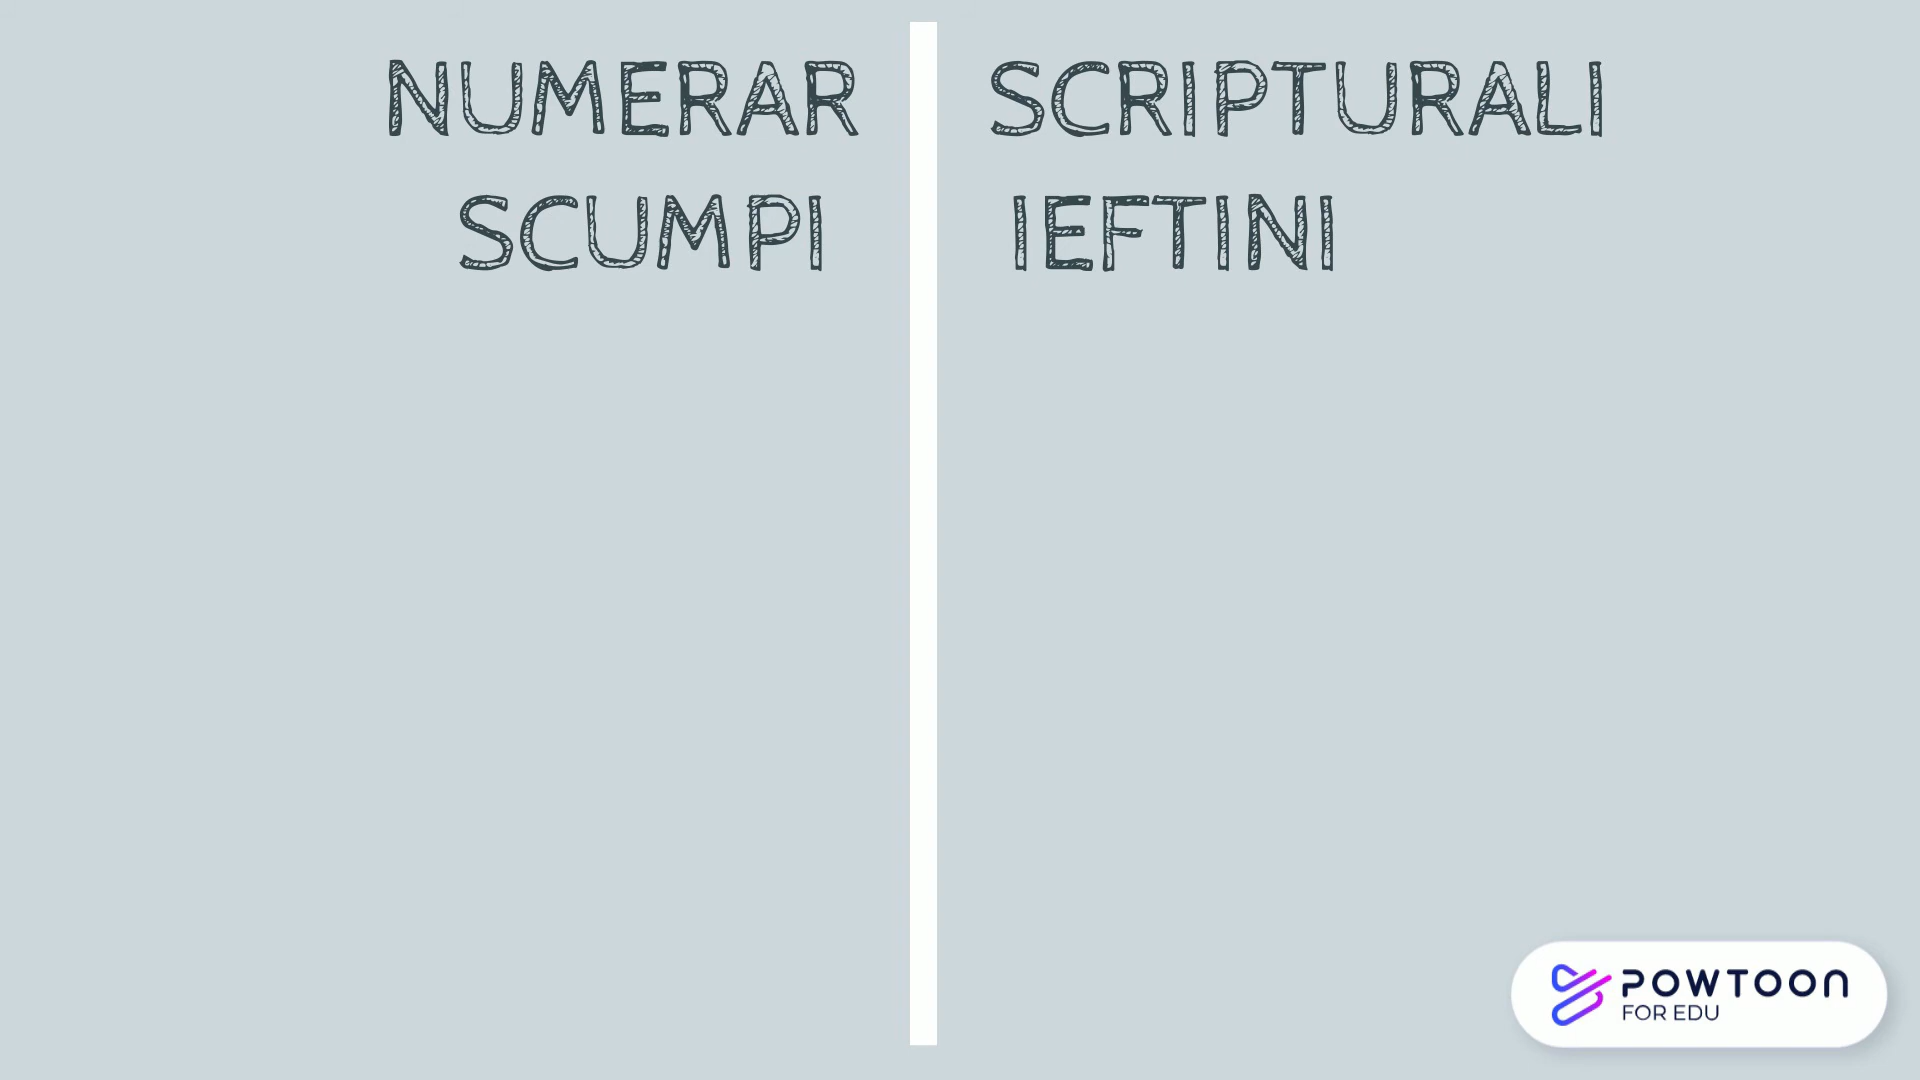 NUMERAR
SCUMPI
SCRIPTURALI
IEFTINI
POWTOON
FOR EDU